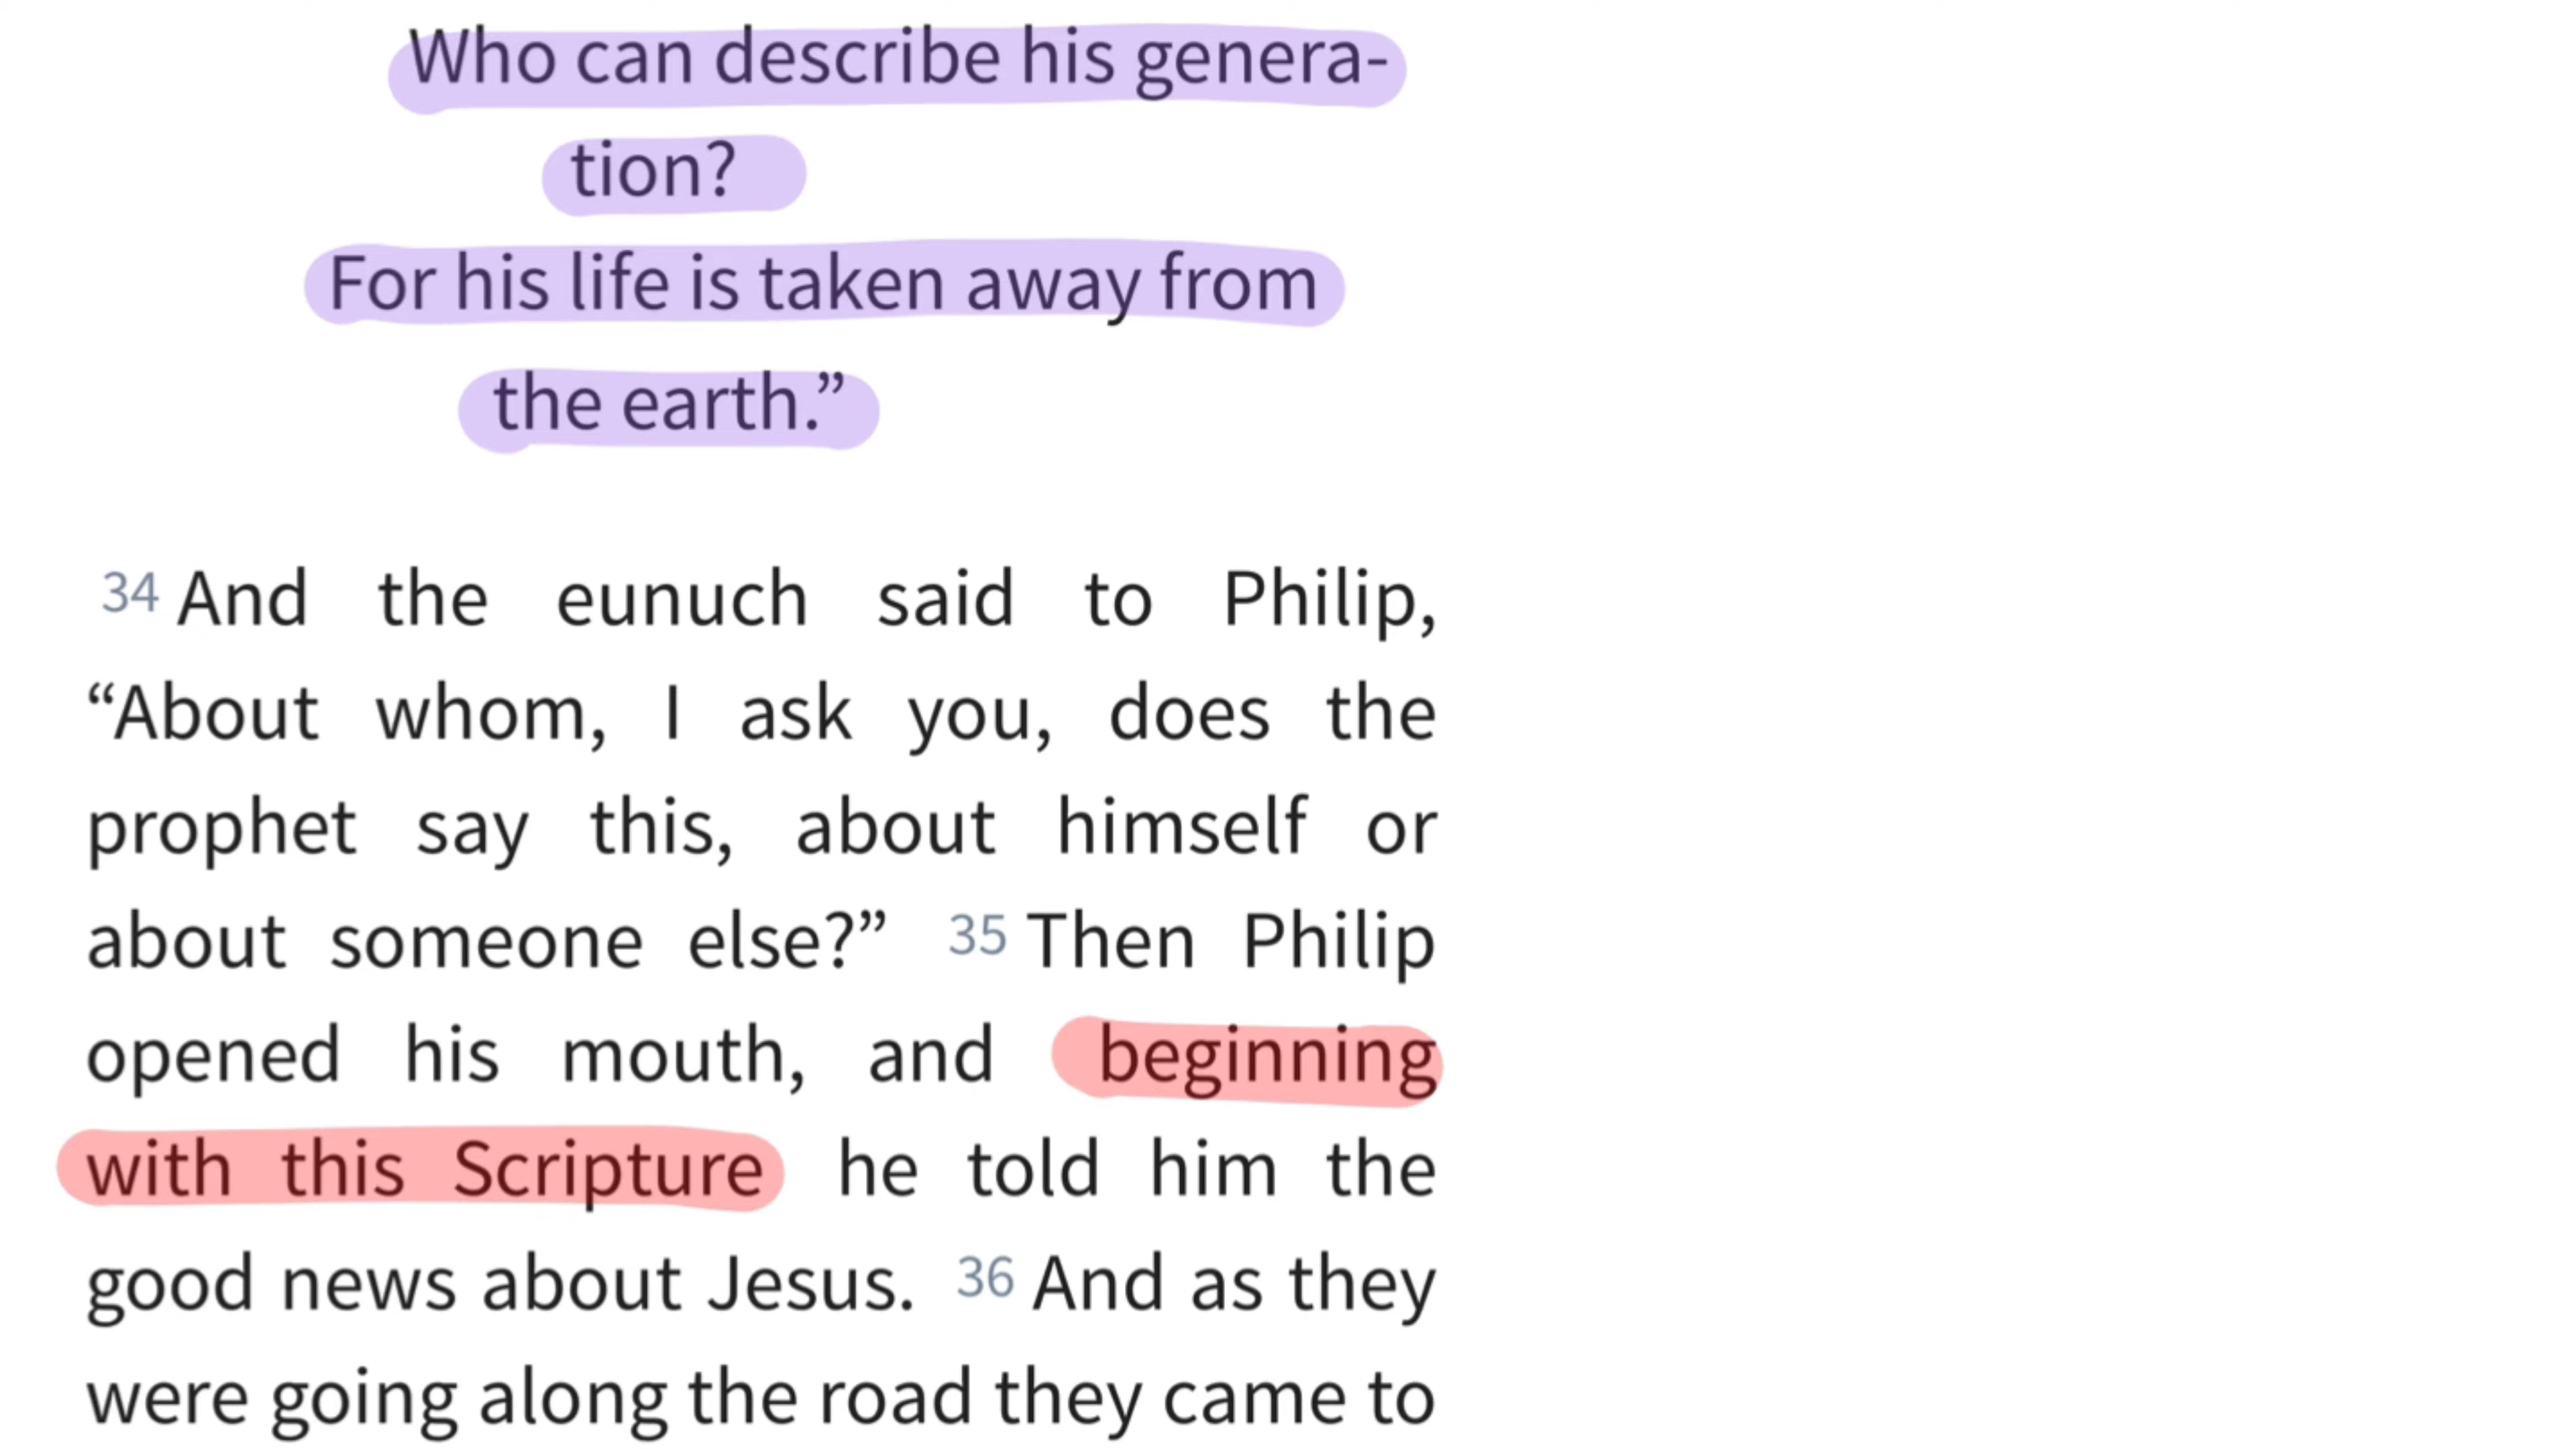 Who can describe his genera-
tion?
For his life is taken away from
the earth.”
34 And the eunuch said to Philip,
“About whom, I ask you, does the
prophet say this, about himself or
about someone else?” 35 Then Philip
opened his mouth, and beginning
with this Scripture he told him the
good news about Jesus. 36 And as they
were going along the road they came to